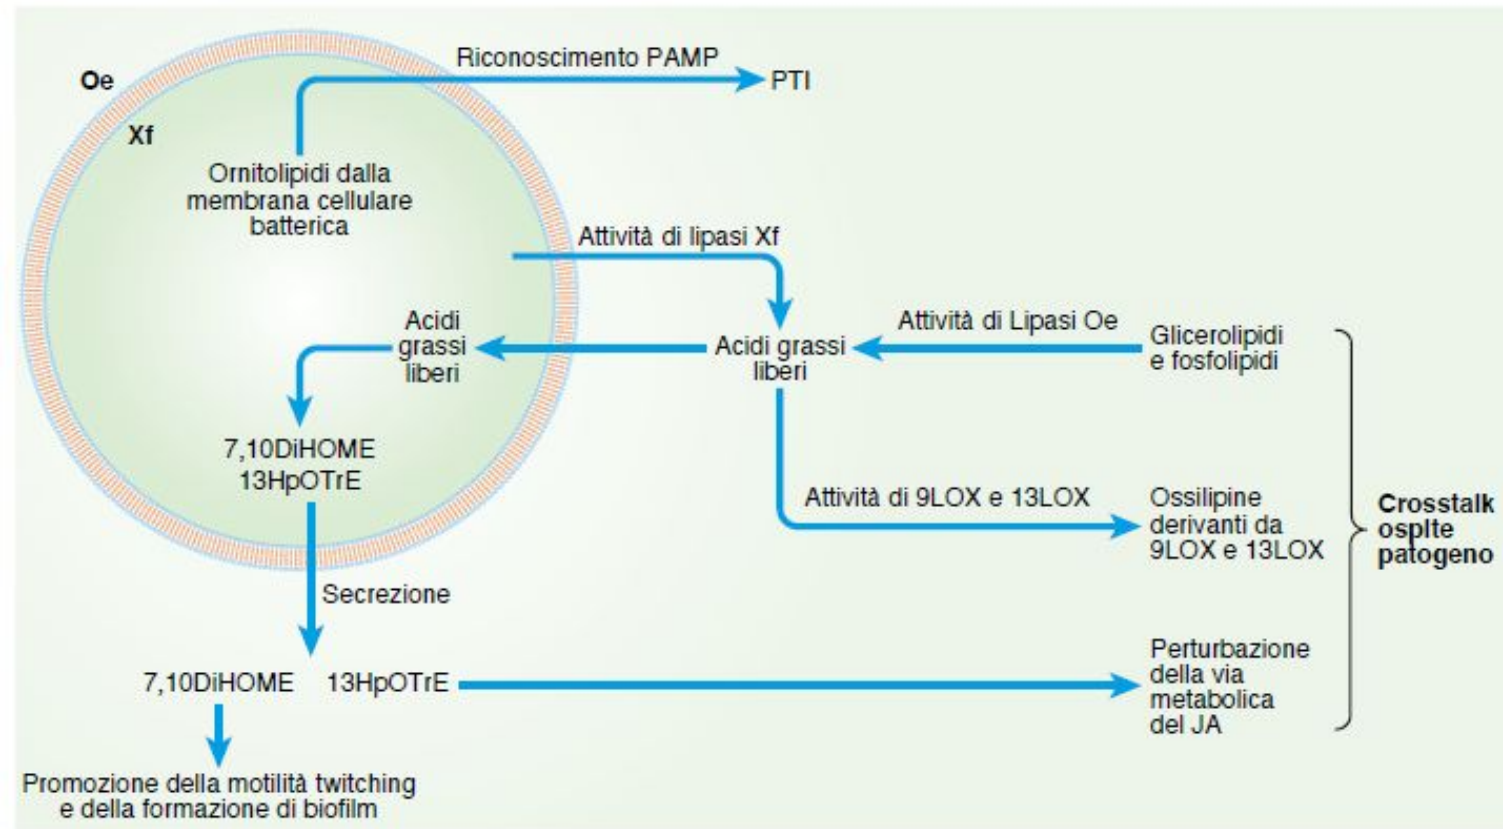 Riconoscimento PAMP
PTI
Oe
Xf
Ornitolipidi dalla
membrana cellulare
batterica
Attività di lipasi Xf
Acidi
grassi
liberi
Acidi grassi
liberi
Attività di Lipasi Oe
Glicerolipidi
e fosfolipidi
7,10DiHOME
13HpOTrE
Attività di 9LOX e 13LOX
Ossilipine
derivanti da
9LOX e 13LOX
Crosstalk
ospite
patogeno
Secrezione
7,10DiHOME
13HpOTrE
Perturbazione
della via
metabolica
del JA
Promozione della motilità twitching
e della formazione di biofilm